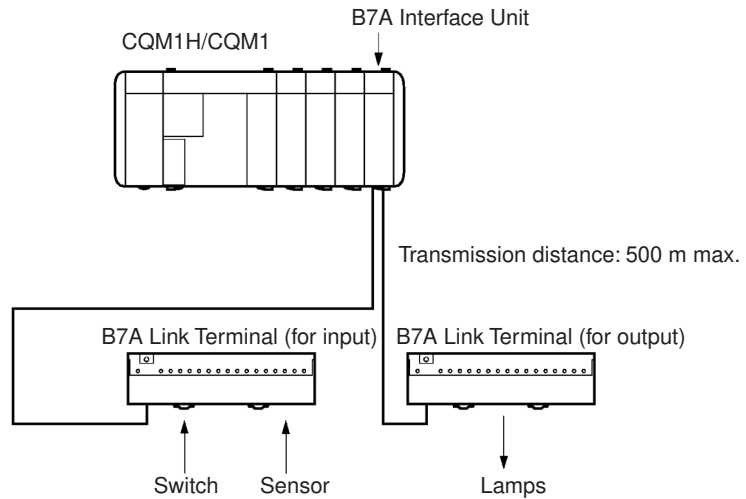 B7A Interface Unit
CQM1H/CQM1
Transmission distance: 500 m max.
B7A Link Terminal (for input)
B7A Link Terminal (for output)
Switch
Sensor
Lamps